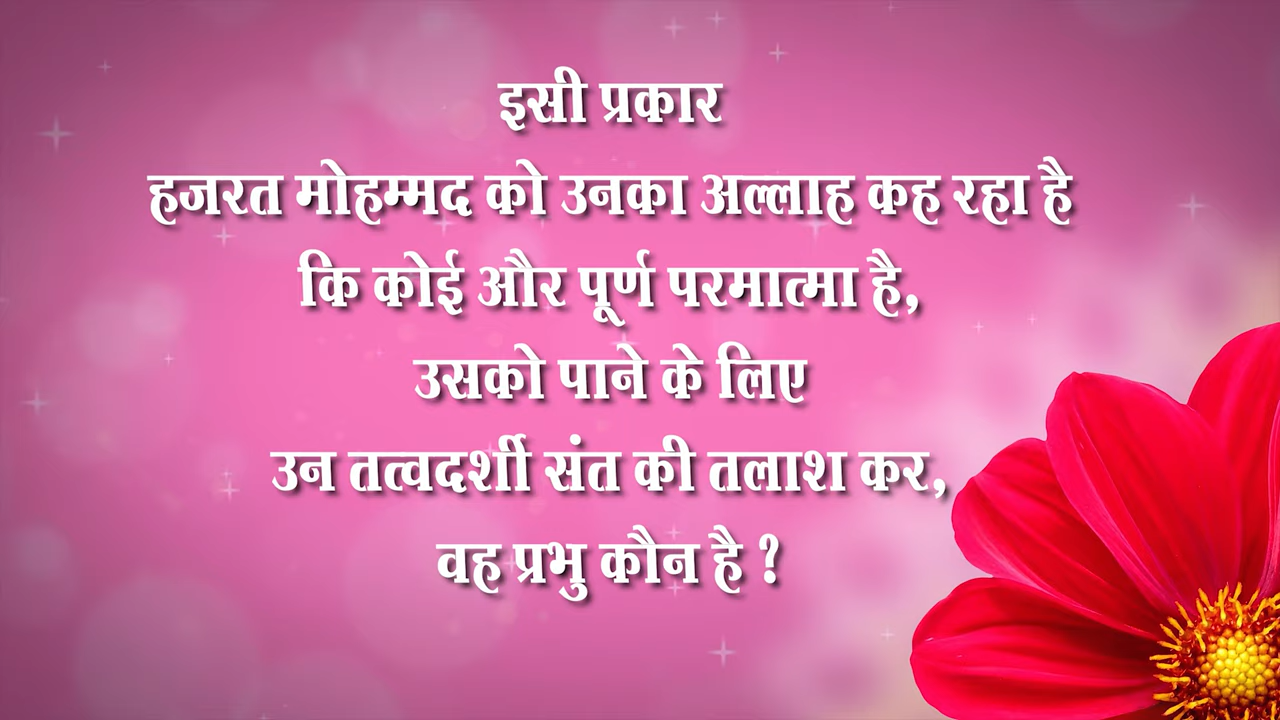 इसी प्रकार
हजरत मोहम्मद को उनका अल्लाह कह रहा है
कि कोई और पूर्ण परमात्मा है,
उसको पाने के लिए
उन तत्वदर्शी संत की तलाश कर,
वह प्रभु कौन है ?